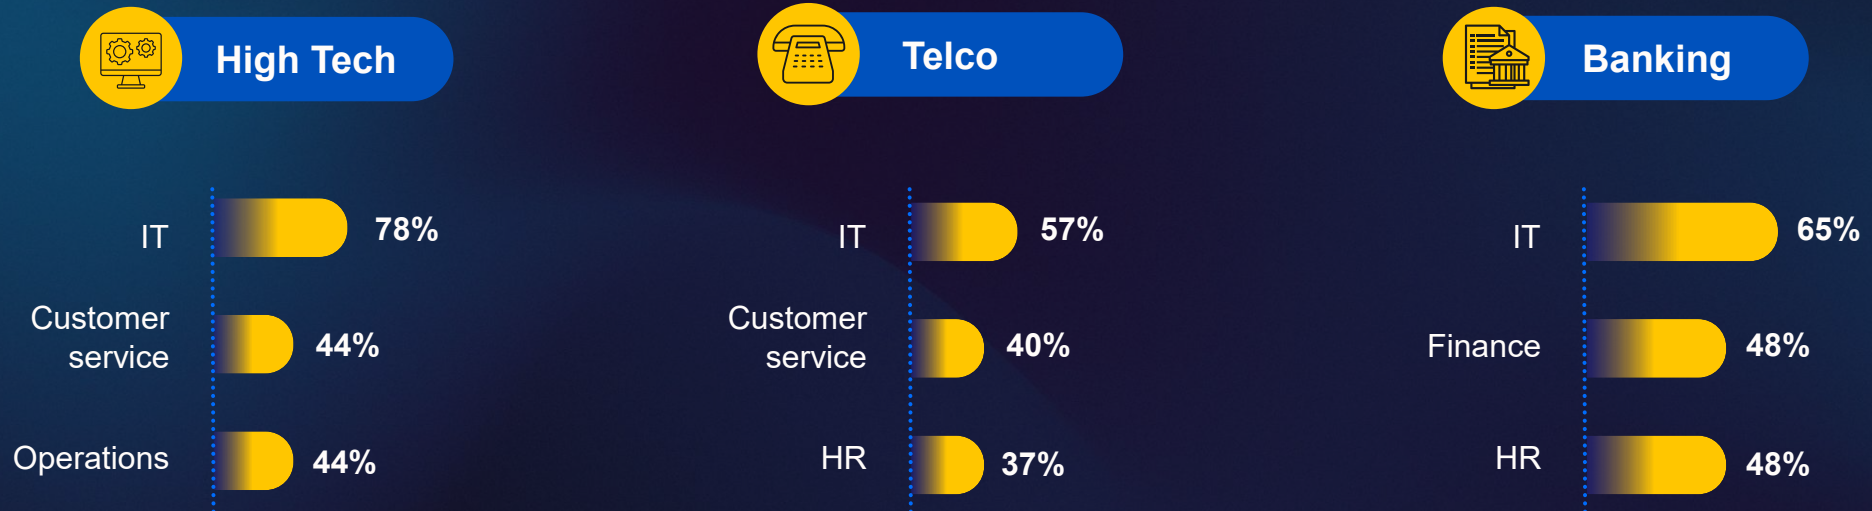 High Tech
IT
78%
Customer
service
44%
Operations
44%
Telco
IT
57%
Customer
service
40%
HR
37%
Banking
IT
65%
Finance
48%
HR
48%